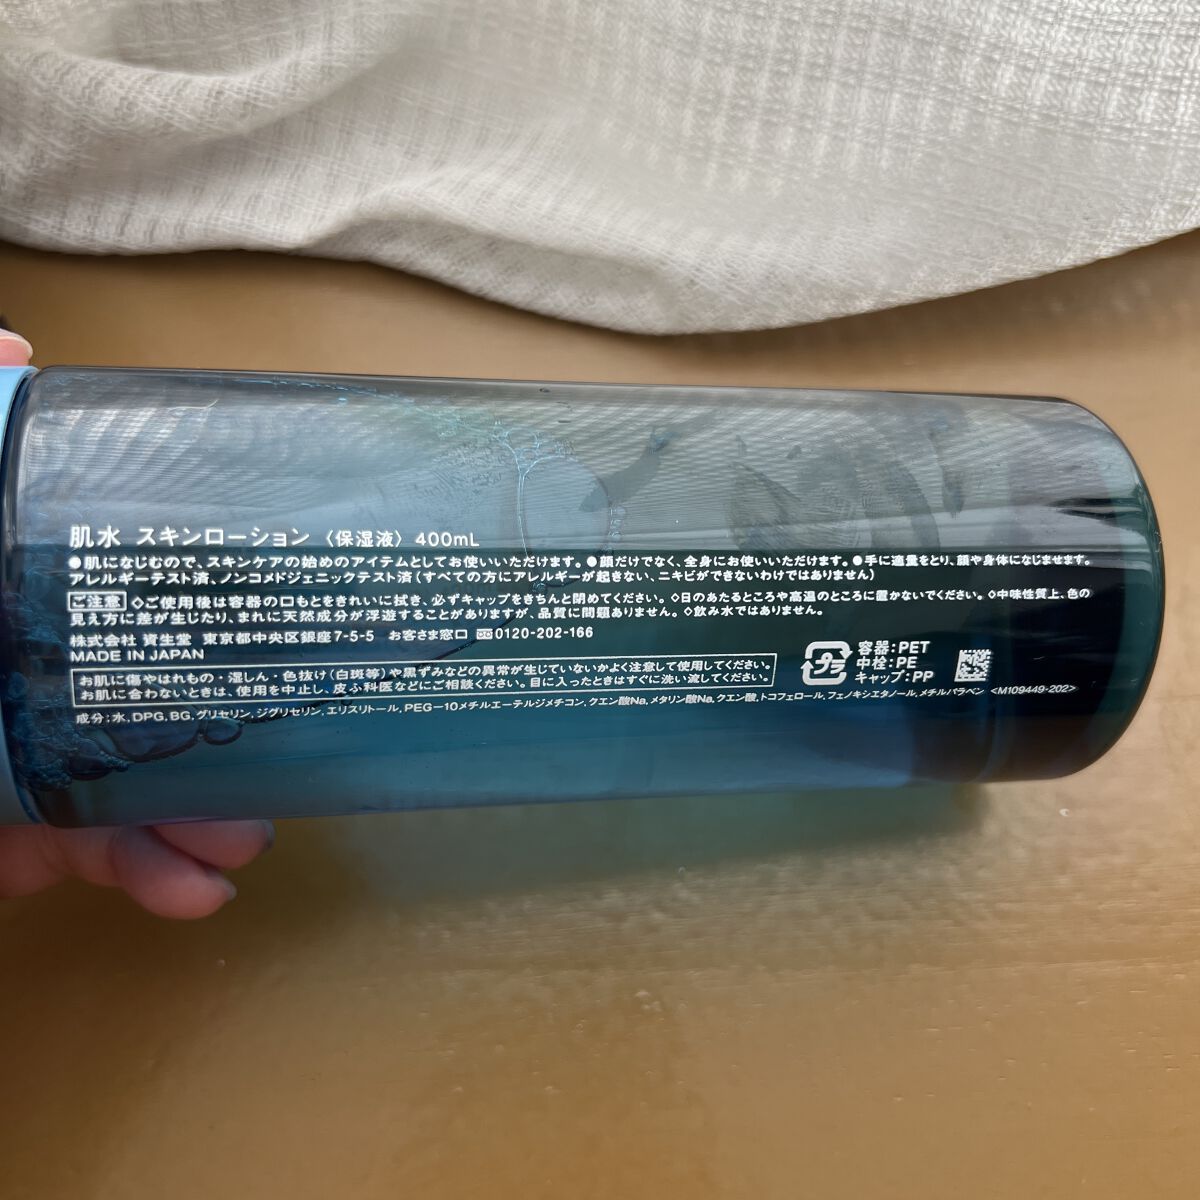 肌水 スキンローション〈保湿液〉400mL
●肌になじむので、スキンケアの始めのアイテムとしてお使いいただけます。●顔だけでなく、全身にお使いいただけます。●手に適量をとり、顔や身体になじませます。
アレルギーテスト済、ノンコメドジェニックテスト済(すべての方にアレルギーが起きない、ニキビができないわけではありません)
ご注意 ◇ご使用後は容器の口もとをきれいに拭き、必ずキャップをきちんと閉めてください。◇日のあたるところや高温のところに置かないでください。◇中味性質上、色の
見え方に差が生じたり、まれに天然成分が浮遊することがありますが、品質に問題ありません。◇飲み水ではありません。
株式会社 資生堂 東京都中央区銀座7-5-5 お客さま窓口 0120-202-166
MADE IN JAPAN
お肌に傷やはれもの・湿しん・色抜け(白斑等)や黒ずみなどの異常が生じていないかよく注意して使用してください。
お肌に合わないときは、使用を中止し、皮ふ科医などにご相談ください。目に入ったときはすぐに洗い流してください。
成分:水,DPG,BG,グリセリン,ジグリセリン,エリスリトール,PEG-10メチルエーテルジメチコン,クエン酸Na,メタリン酸Na,クエン酸,トコフェロール,フェノキシエタノール,メチルパラベン <M109449-202>
プラ
容器:PET
中栓:PE
キャップ:PP